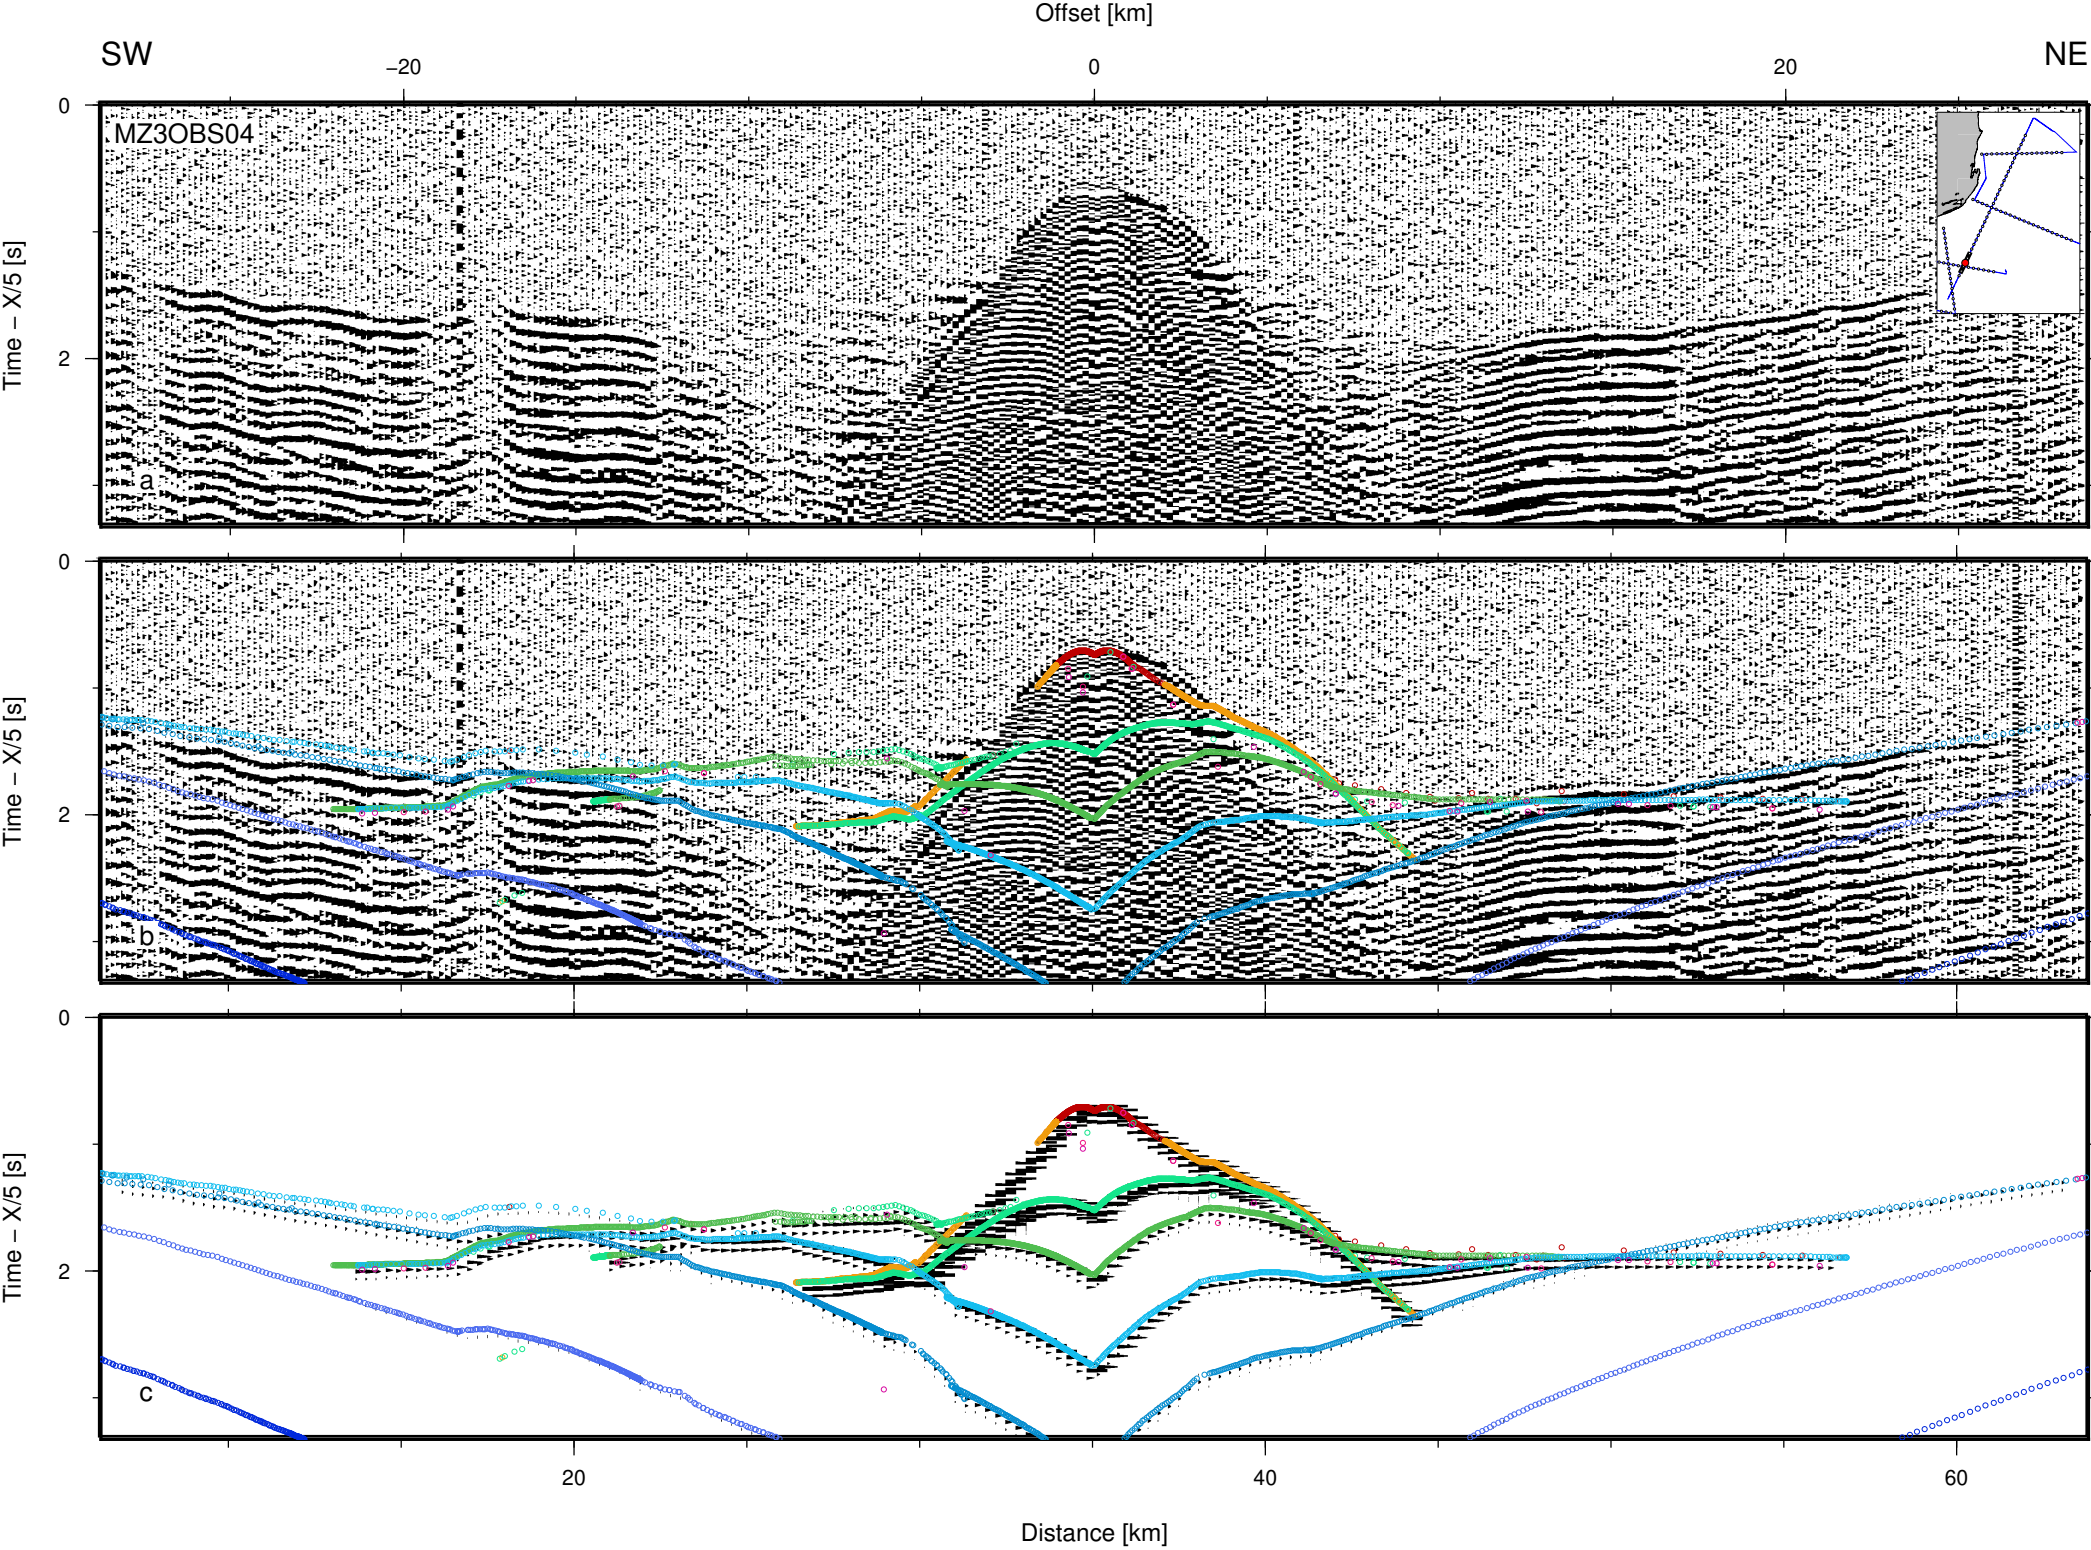 Offset [km]
SW
NE
−20
0
20
0
2
Time − X/5 [s]
MZ3OBS04
a
0
2
Time − X/5 [s]
b
0
2
Time − X/5 [s]
c
20
40
60
Distance [km]